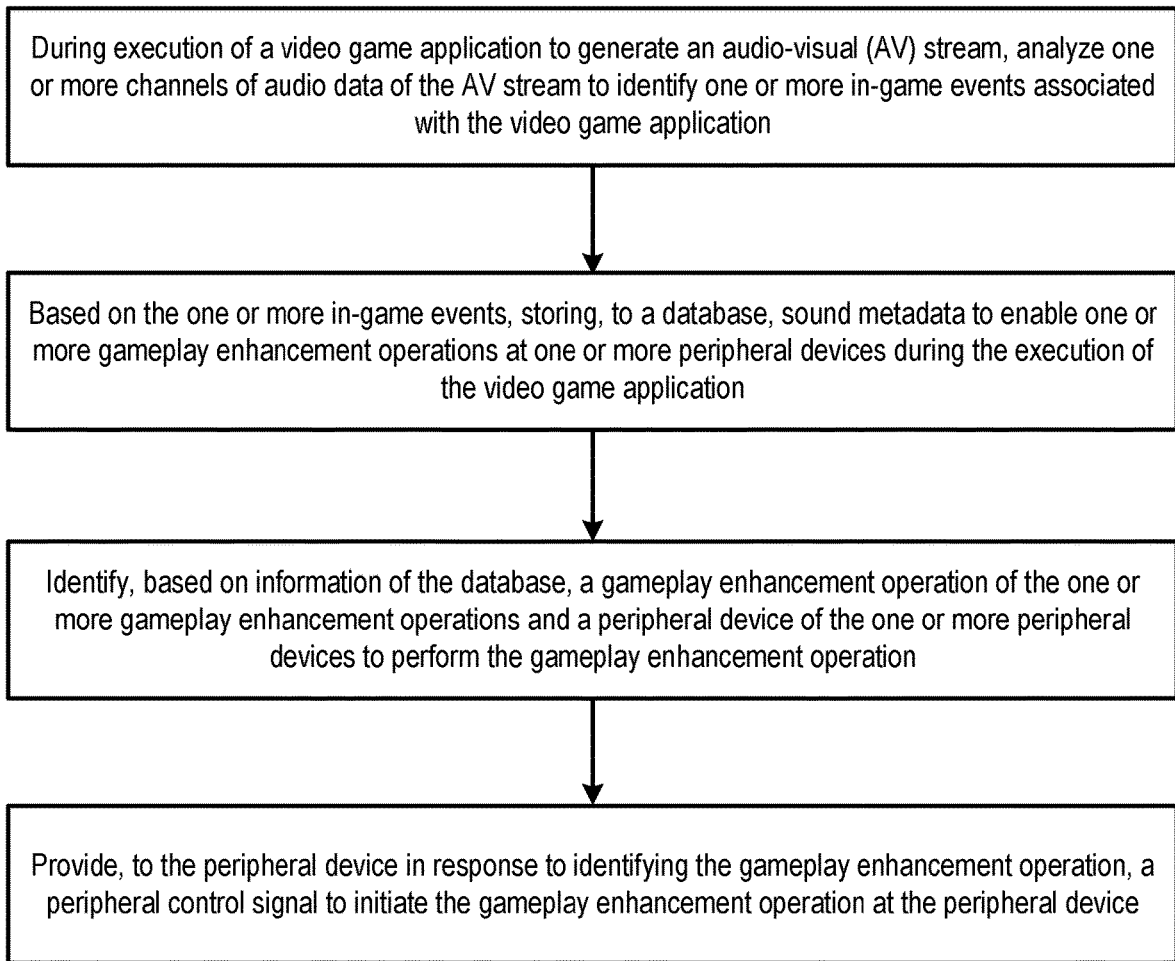 During execution of a video game application to generate an audio-visual (AV) stream, analyze one
or more channels of audio data of the AV stream to identify one or more in-game events associated
with the video game application
Based on the one or more in-game events, storing, to a database, sound metadata to enable one or
more gameplay enhancement operations at one or more peripheral devices during the execution of
the video game application
Identify, based on information of the database, a gameplay enhancement operation of the one or
more gameplay enhancement operations and a peripheral device of the one or more peripheral
devices to perform the gameplay enhancement operation
Provide, to the peripheral device in response to identifying the gameplay enhancement operation, a
peripheral control signal to initiate the gameplay enhancement operation at the peripheral device